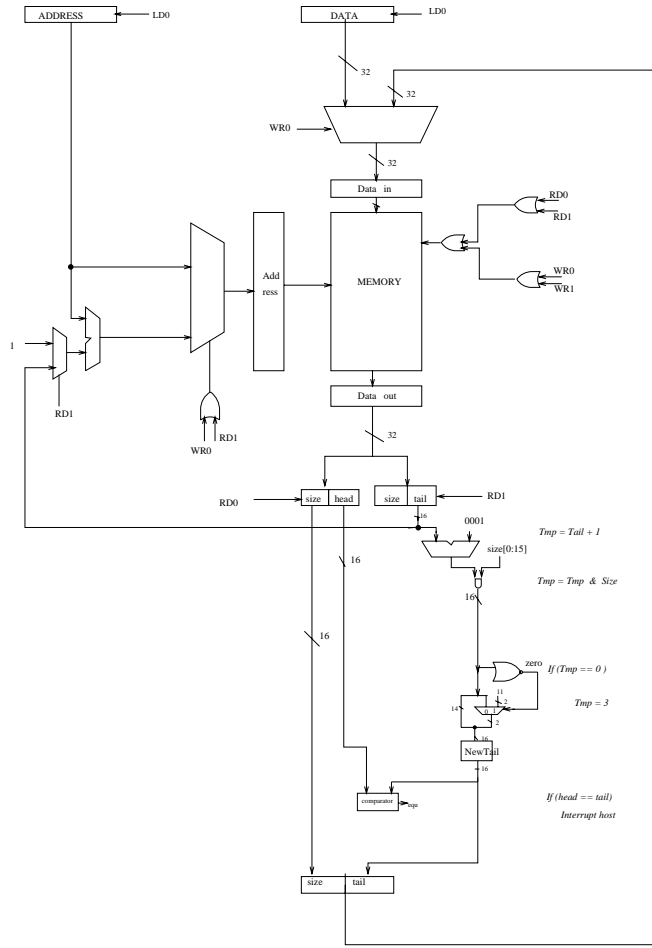 ADDRESS
LD0
DATA
LD0
32
32
WR0
32
Data in
RD0
RD1
Add
ress
MEMORY
WR0
WR1
1
RD1
Data out
WR0
RD1
32
RD0
size head
size tail
RD1
16
0001
Tmp = Tail + 1
size[0:15]
16
Tmp = Tmp & Size
16
16
zero
If (Tmp == 0 )
11
2
14
0 1
Tmp = 3
2
16
NewTail
16
comparator
equ
If (head == tail)
Interrupt host
size tail